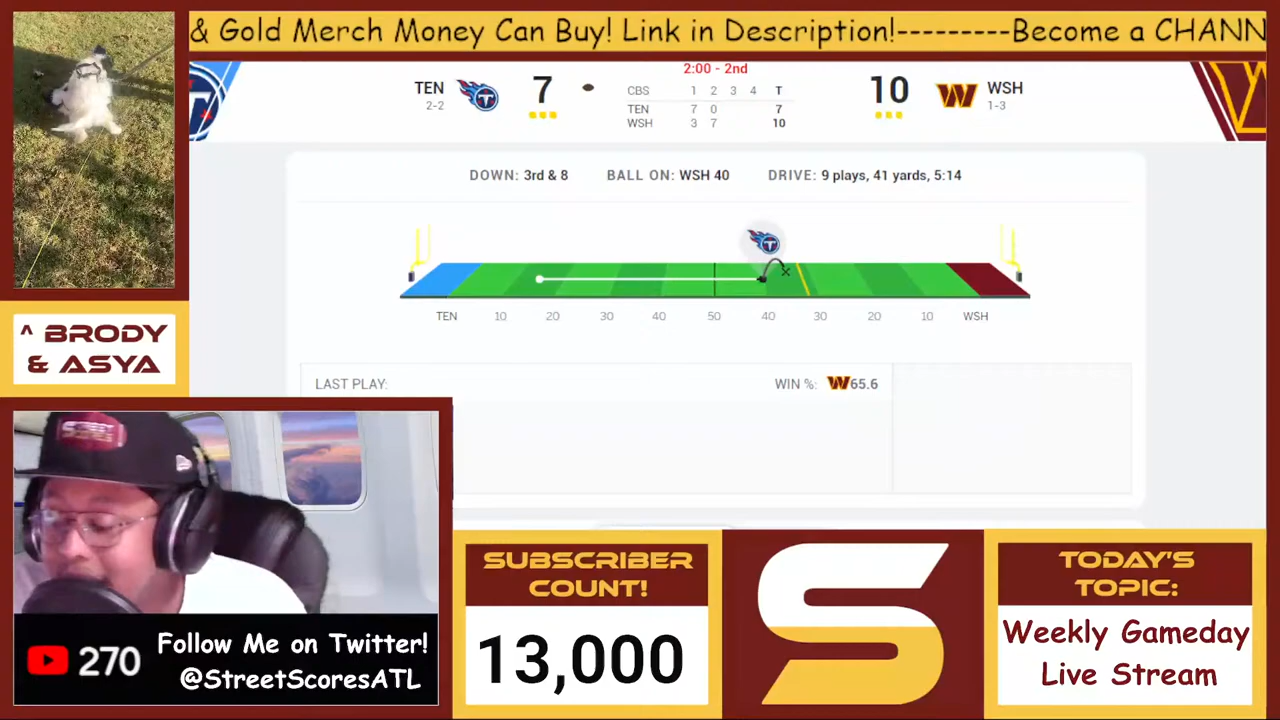 & Gold Merch Money Can Buy! Link in Description!---------Become a CHANN
TEN
2-2
7
2:00 - 2nd
CBS 1 2 3 4 T
TEN 7 0 7
WSH 3 7 10
10
WSH
1-3
DOWN: 3rd & 8 BALL ON: WSH 40 DRIVE: 9 plays, 41 yards, 5:14
TEN 10 20 30 40 50 40 30 20 10 WSH
LAST PLAY:
WIN %: 65.6
^ BRODY
& ASYA
270
Follow Me on Twitter!
@StreetScoresATL
SUBSCRIBER
COUNT!
13,000
TODAY'S
TOPIC:
Weekly Gameday
Live Stream